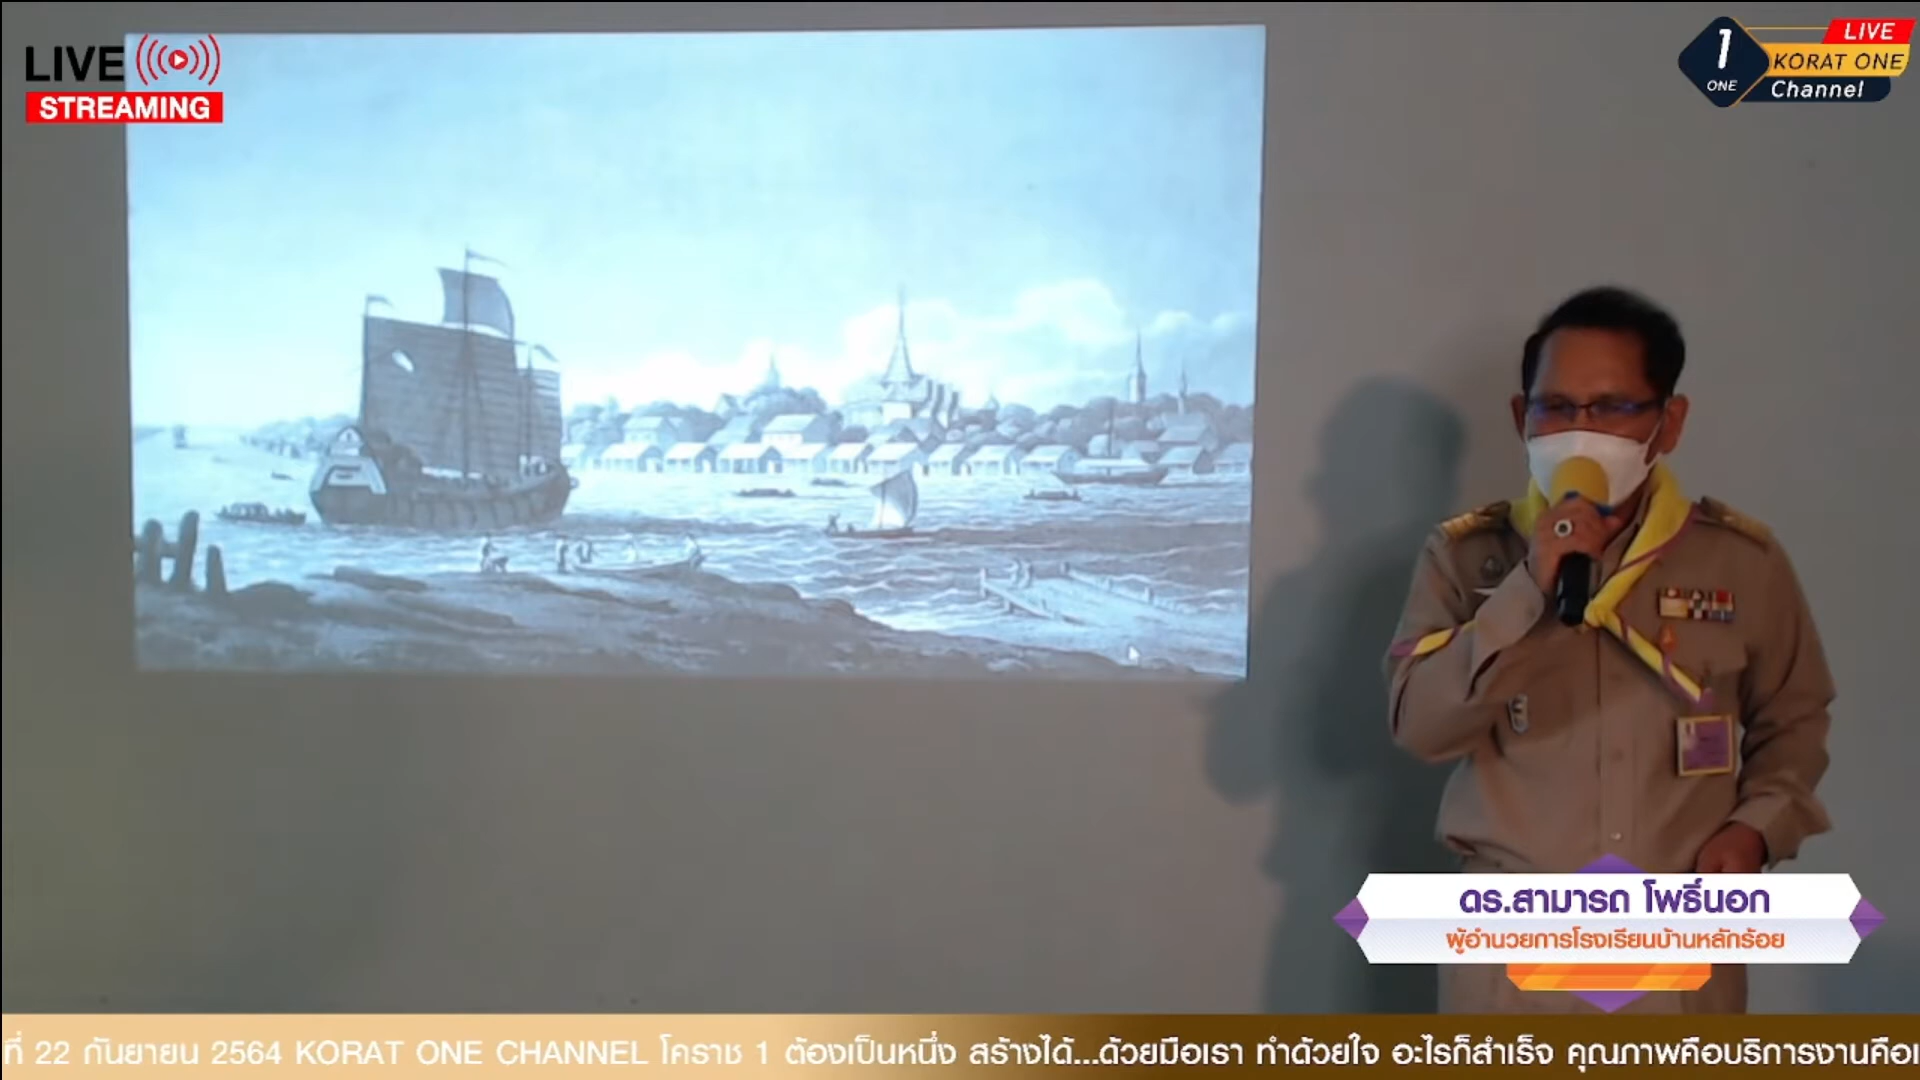 LIVE
STREAMING
1
ONE
LIVE
KORAT ONE
Channel
ดร.สามารถ โพธิ์นอก
ผู้อำนวยการโรงเรียนบ้านหลักร้อย
ที่ 22 กันยายน 2564 KORAT ONE CHANNEL โคราช 1 ต้องเป็นหนึ่ง สร้างได้...ด้วยมือเรา ทำด้วยใจ อะไรก็สำเร็จ คุณภาพคือบริการงานคือ